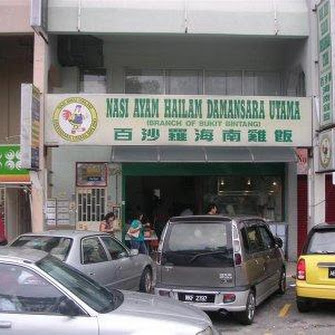 NASI AYAM HAILAM DAMANSARA UTAMA
(BRANCH OF BUKIT BINTANG)
百沙羅海南雞飯